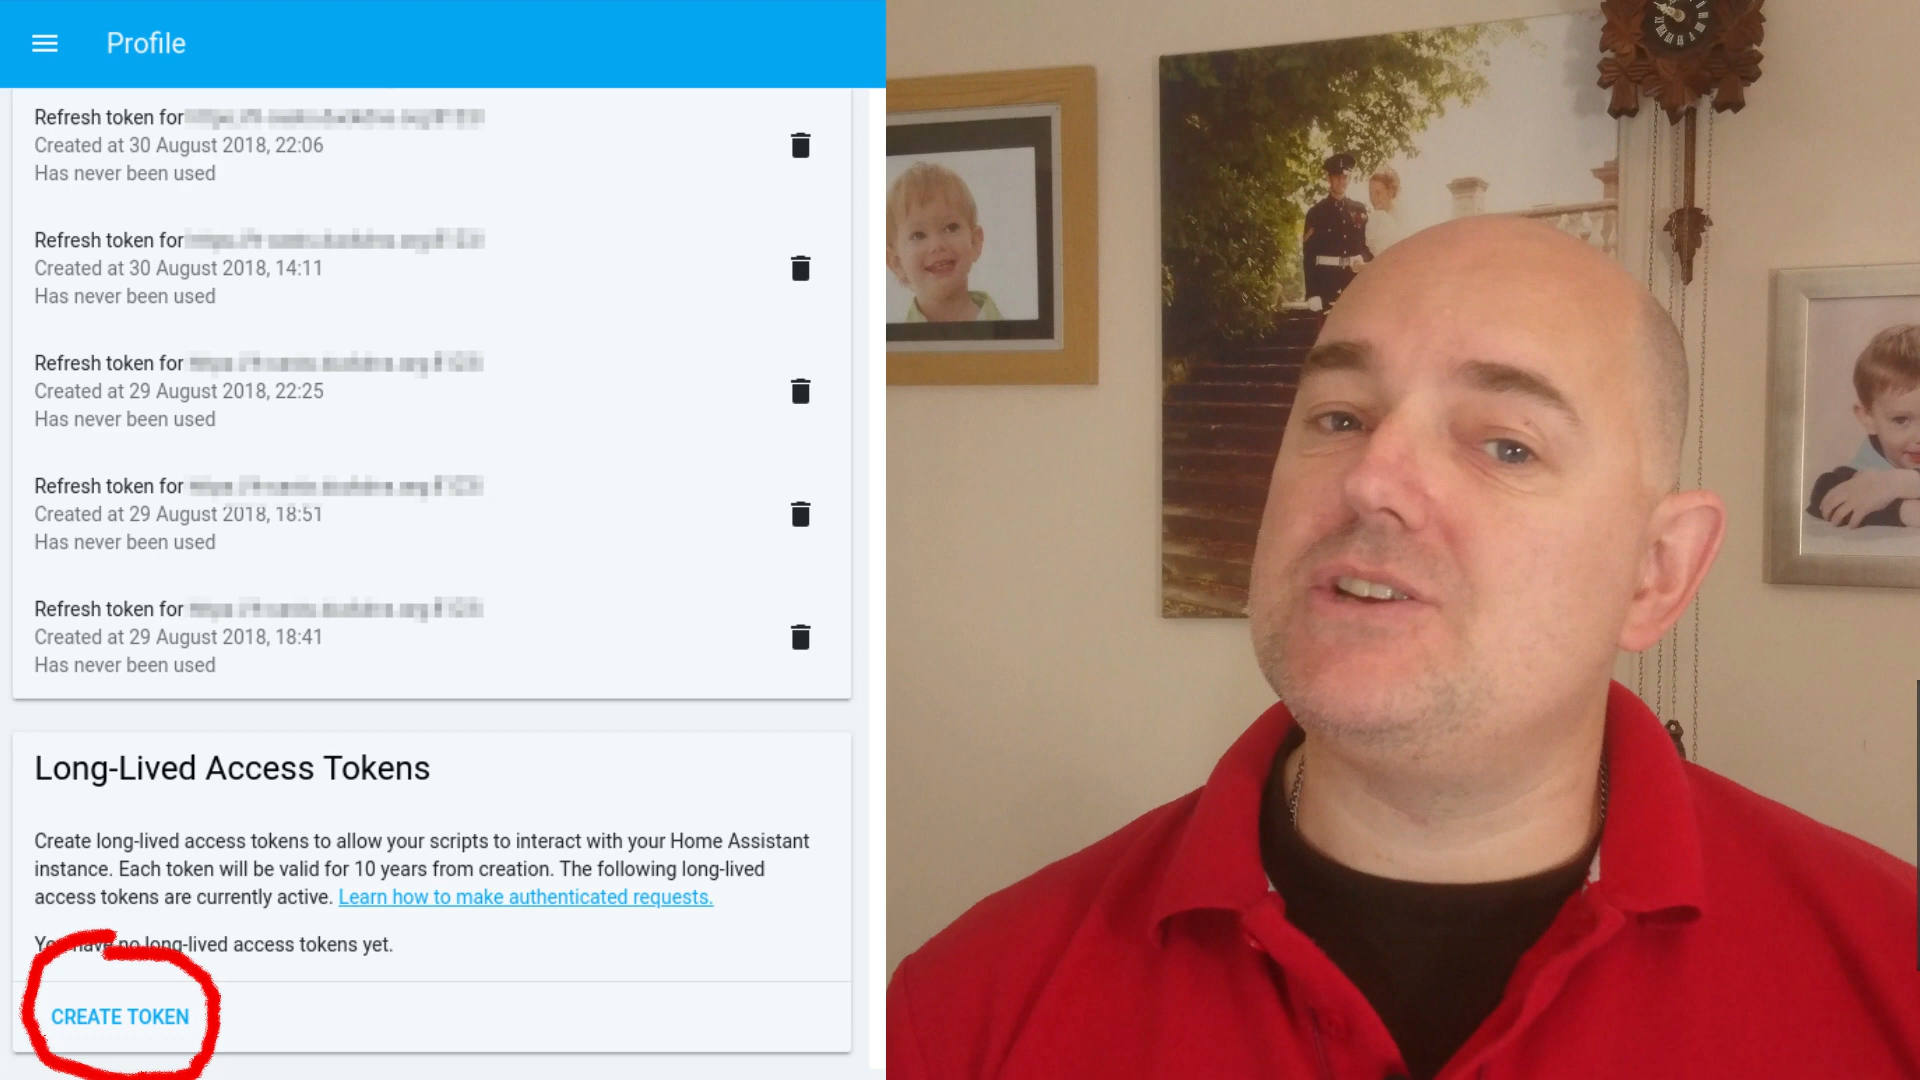 Profile
Refresh token for
Created at 30 August 2018, 22:06
Has never been used
Refresh token for
Created at 30 August 2018, 14:11
Has never been used
Refresh token for
Created at 29 August 2018, 22:25
Has never been used
Refresh token for
Created at 29 August 2018, 18:51
Has never been used
Refresh token for
Created at 29 August 2018, 18:41
Has never been used
Long-Lived Access Tokens
Create long-lived access tokens to allow your scripts to interact with your Home Assistant
instance. Each token will be valid for 10 years from creation. The following long-lived
access tokens are currently active. Learn how to make authenticated requests.
You have no long-lived access tokens yet.
CREATE TOKEN